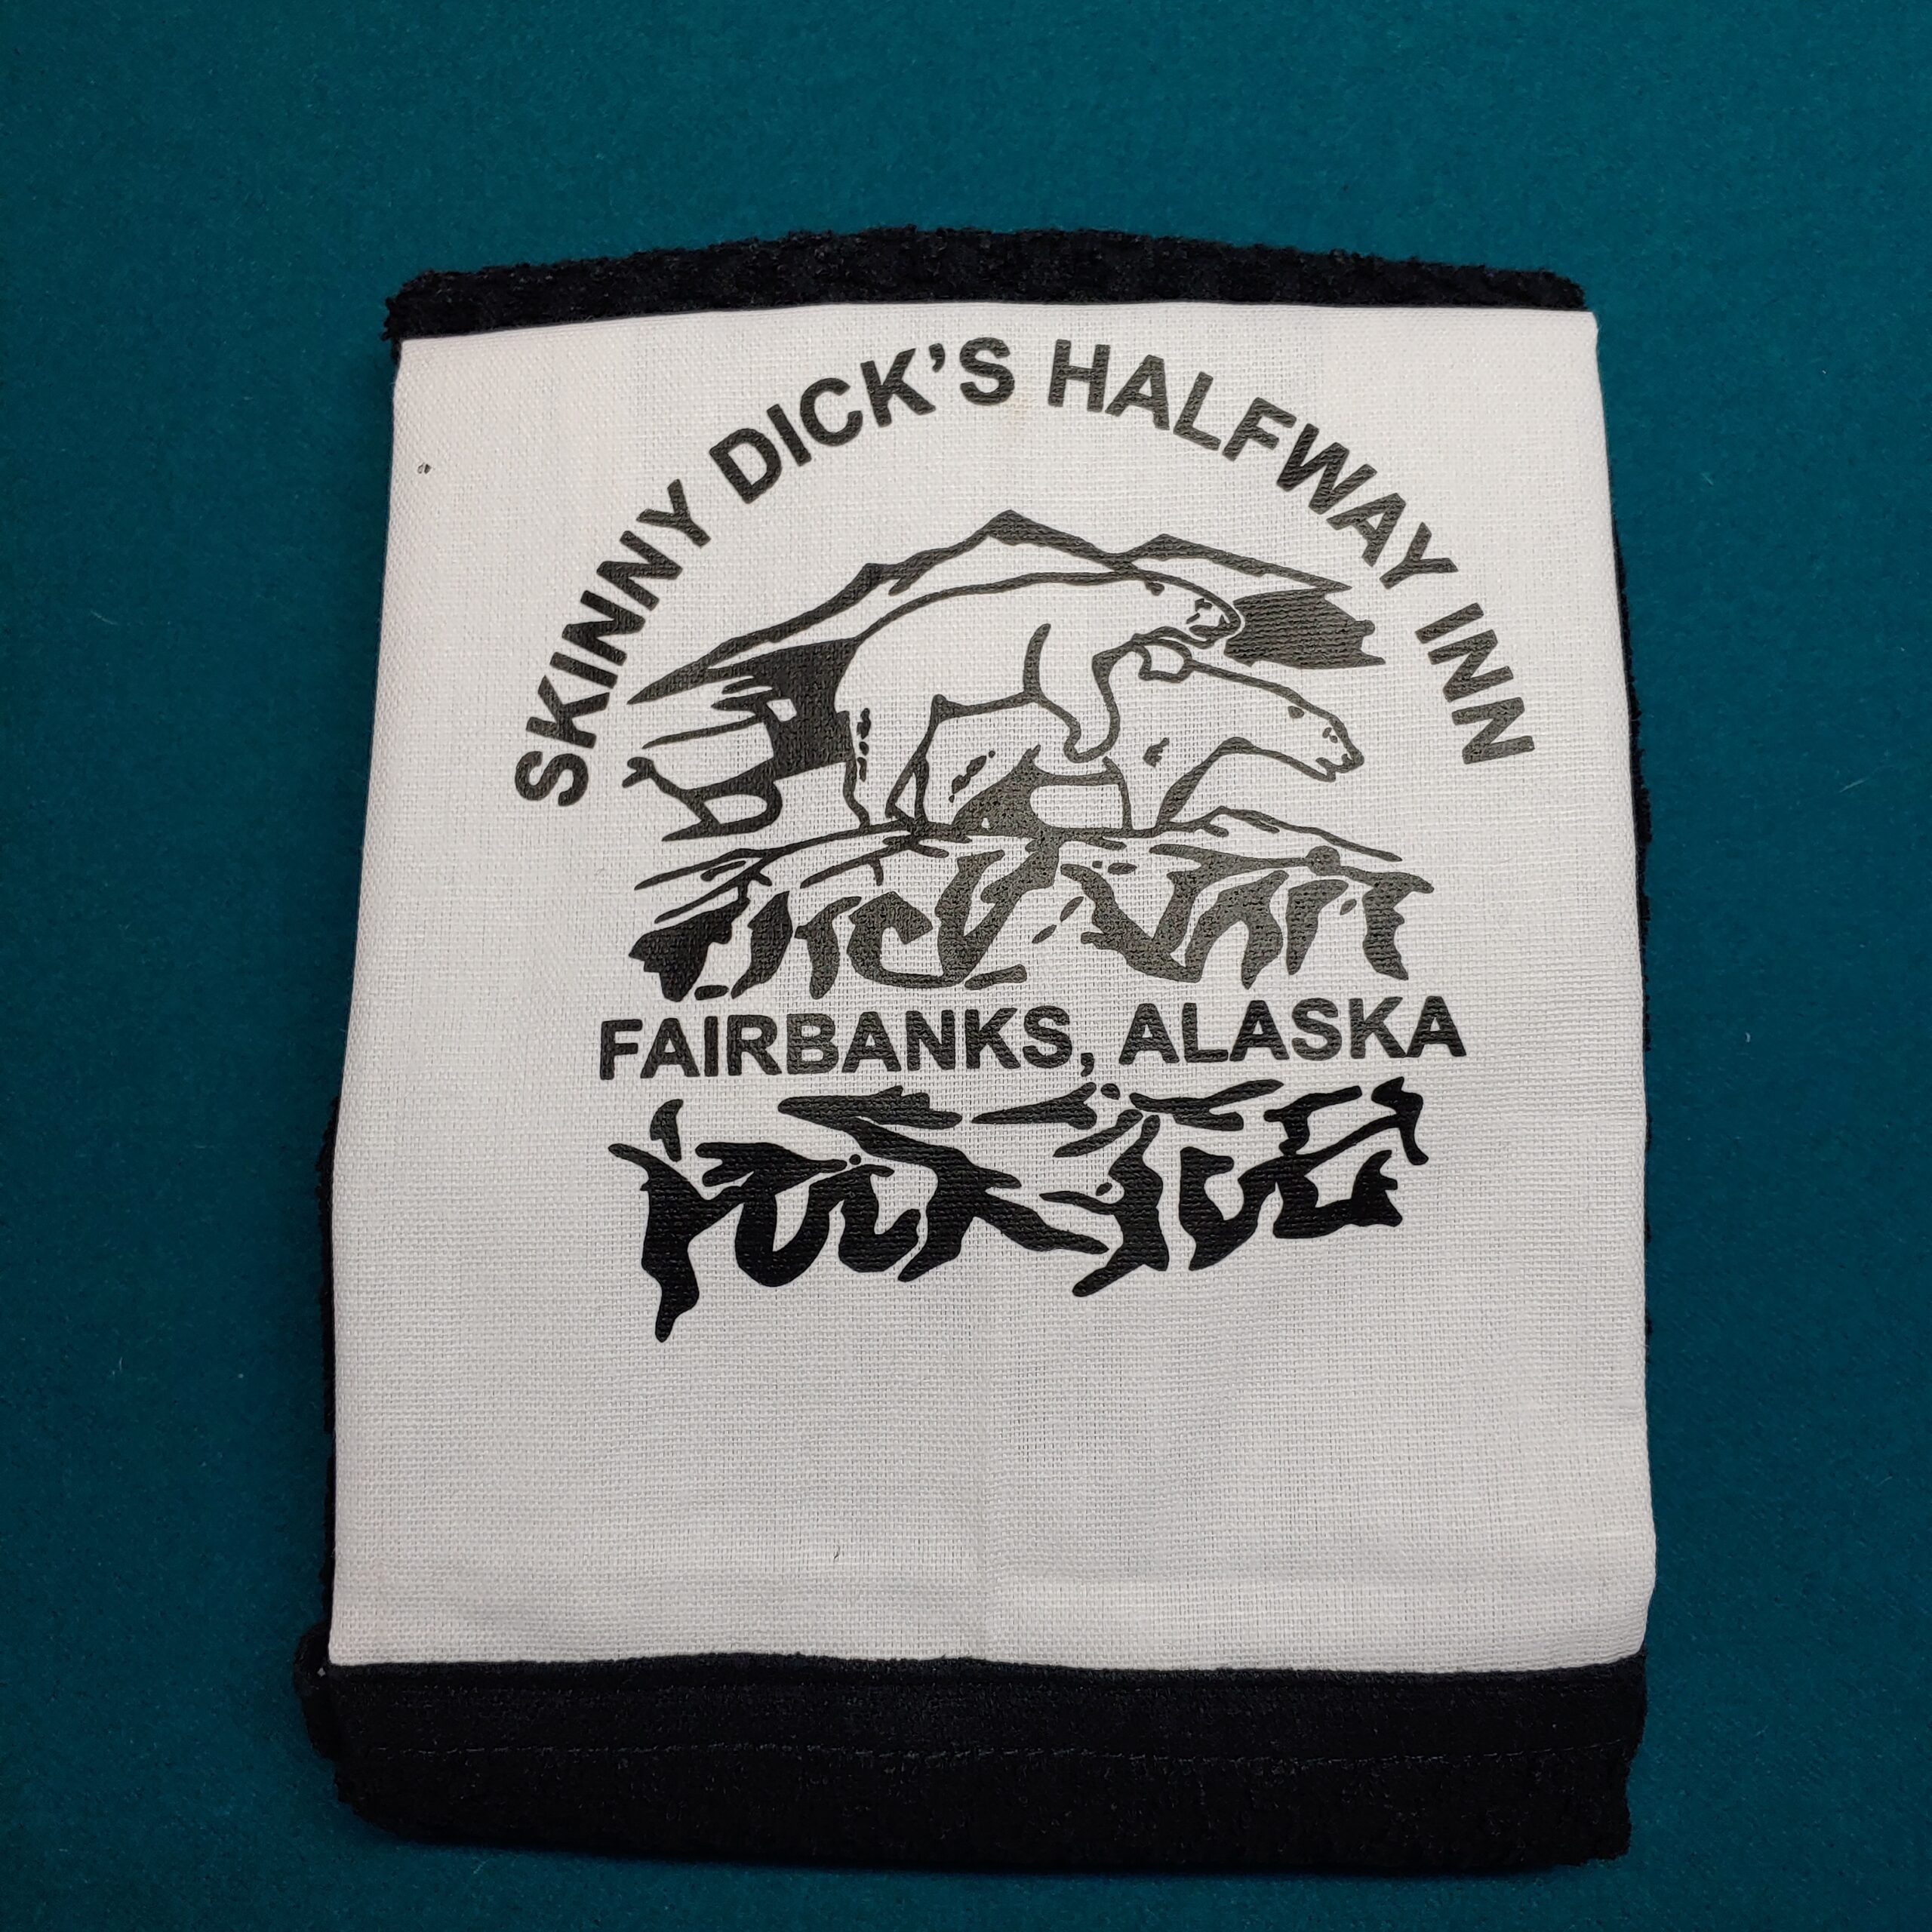 SKINNY DICK'S HALFWAY INN
FAIRBANKS, ALASKA